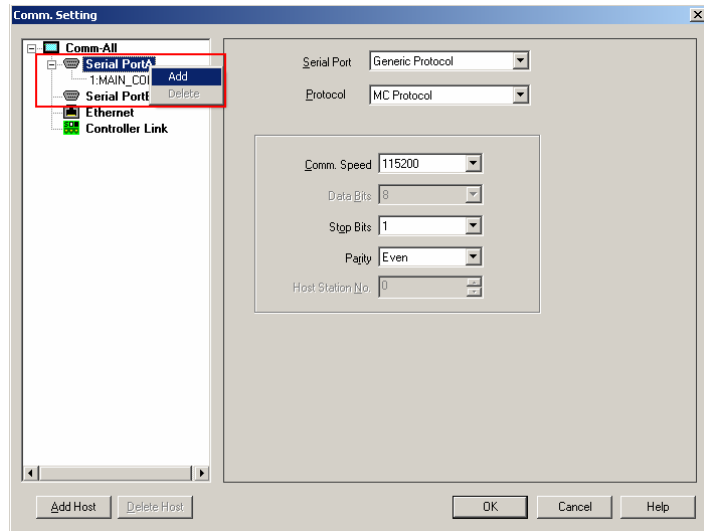 Comm. Setting
Comm-All
Serial PortA
1:MAIN_CO
Add
Serial Port
Delete
Ethernet
Controller Link
Serial Port Generic Protocol
Protocol MC Protocol
Comm. Speed 115200
Data Bits 8
Stop Bits 1
Parity Even
Host Station No. 0
Add Host Delete Host OK Cancel Help